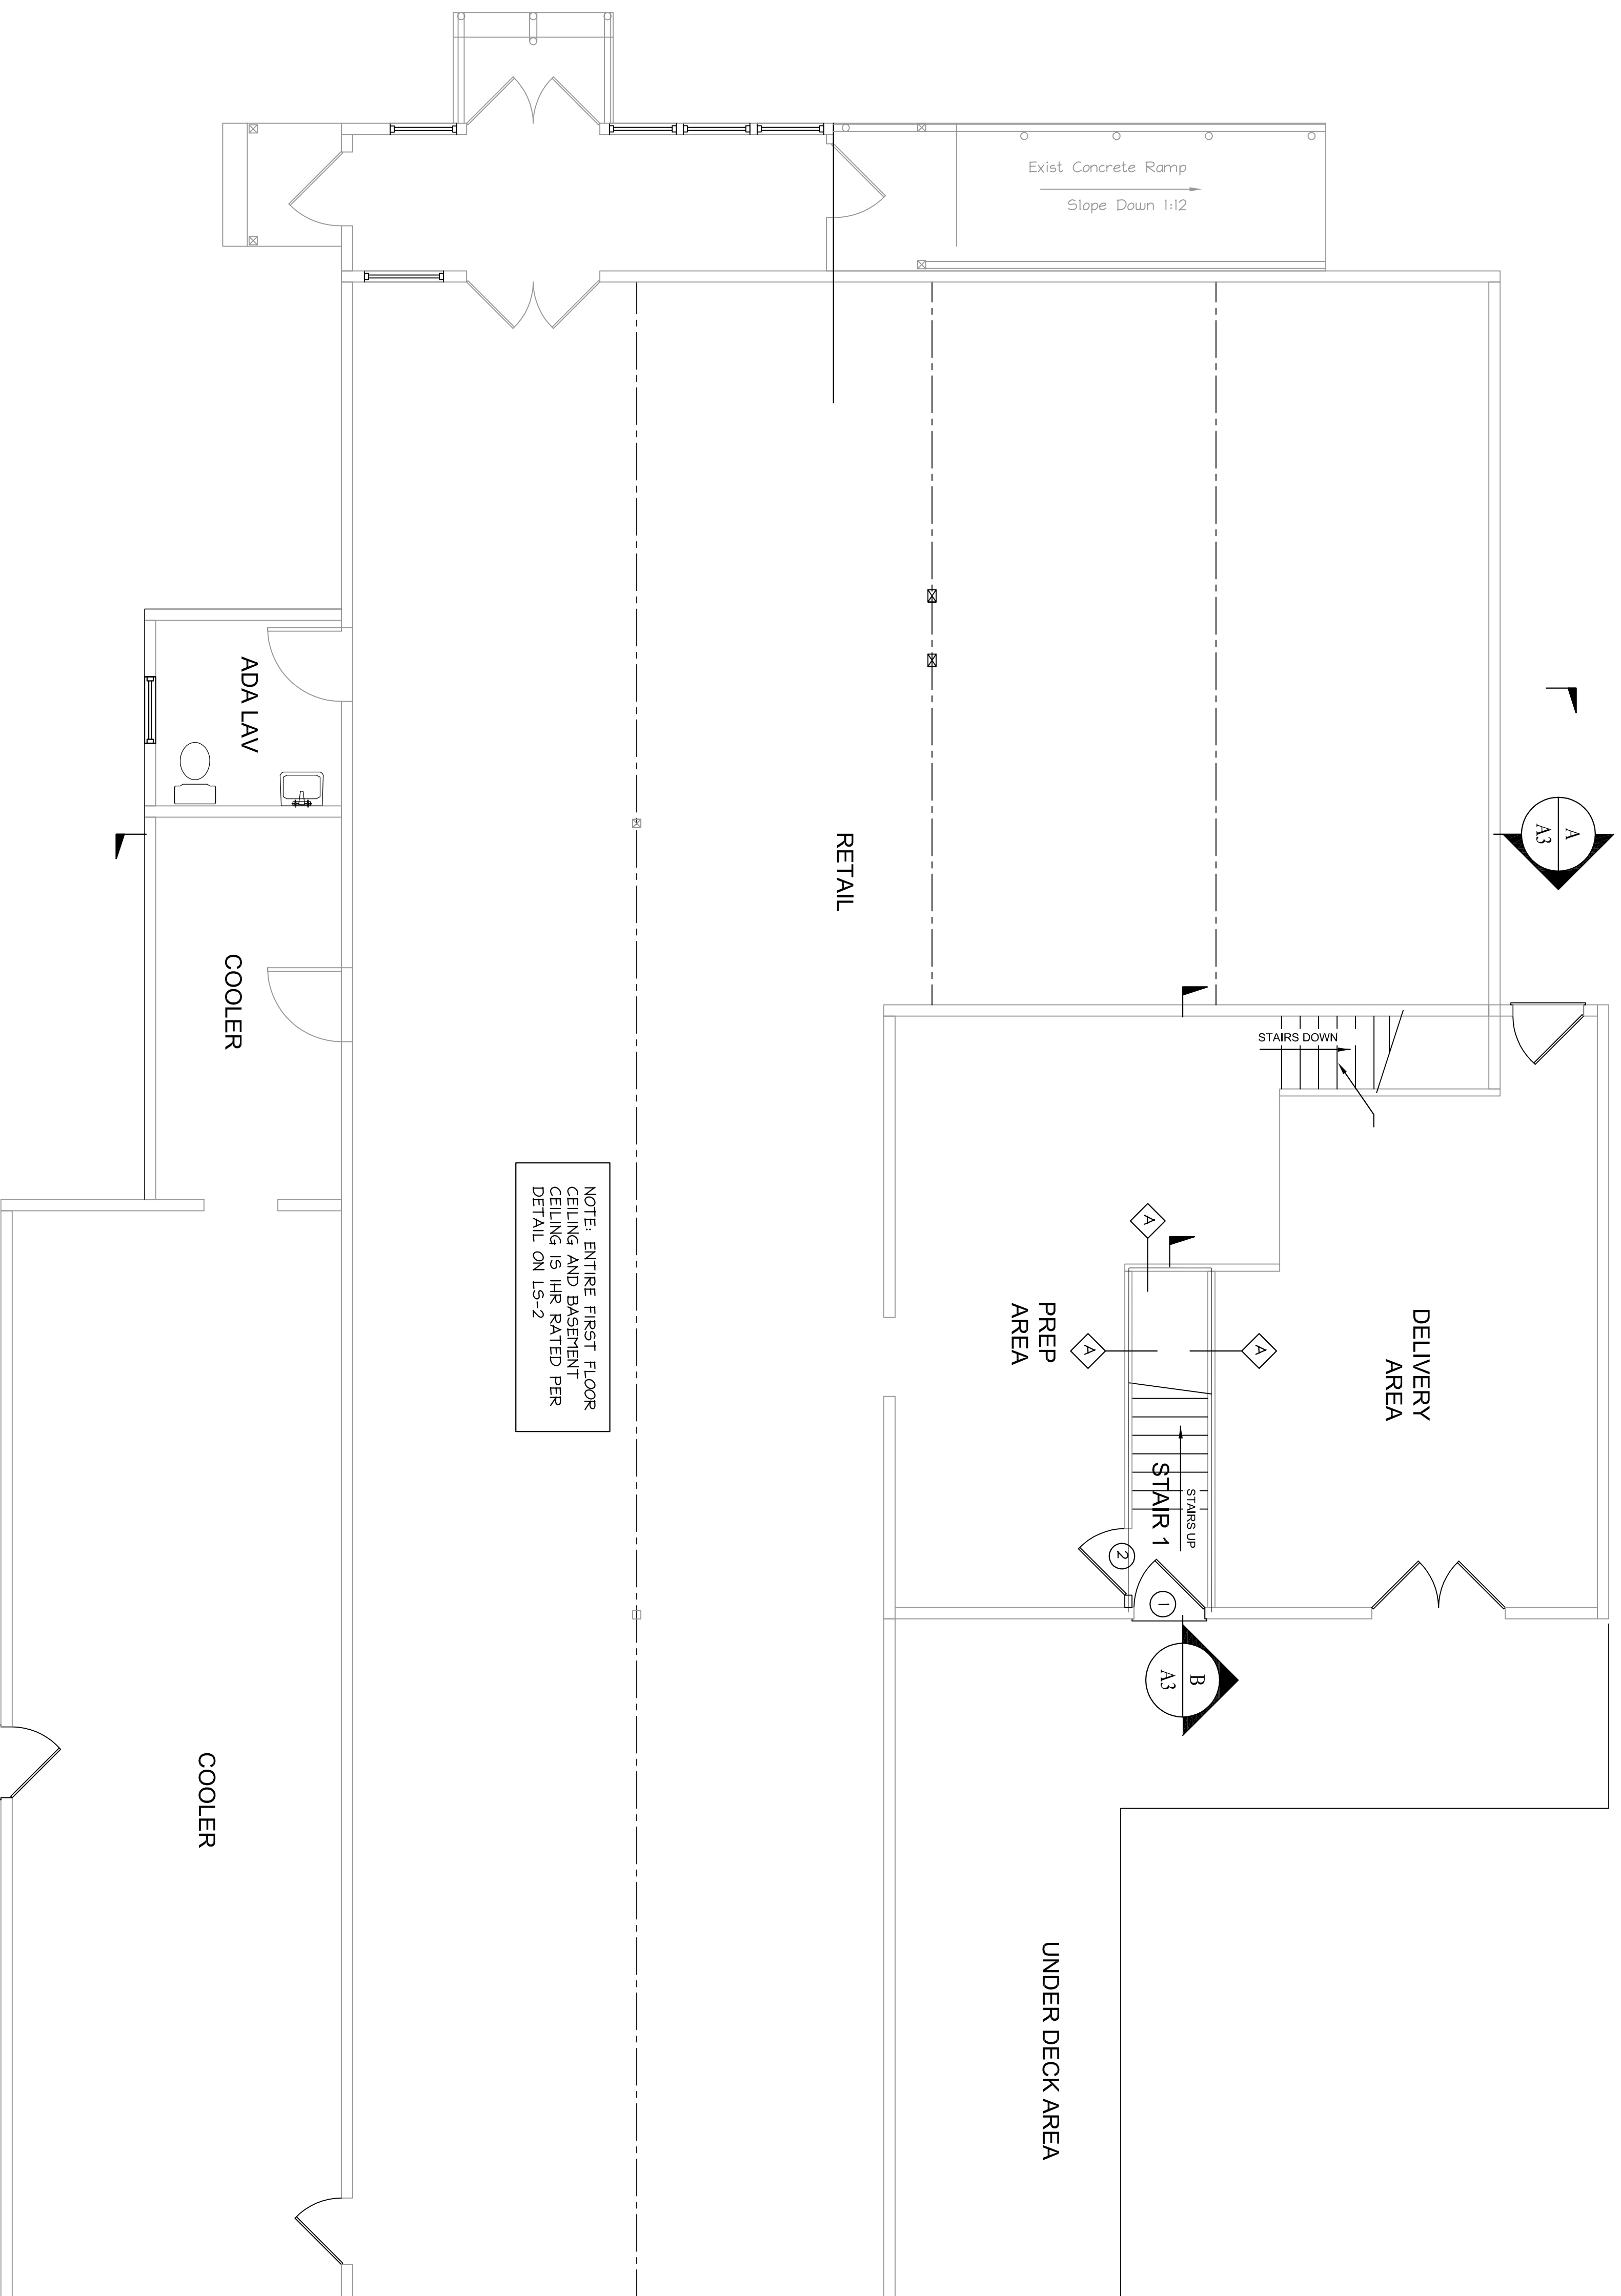 Exist Concrete Ramp
Slope Down 1:12
ADA LAV
RETAIL
A
A3
COOLER
STAIRS DOWN
NOTE: ENTIRE FIRST FLOOR
CEILING AND BASEMENT
CEILING IS 1HR RATED PER
DETAIL ON LS-2
A
A
A
PREP
AREA
DELIVERY
AREA
STAIR 1
STAIRS UP
2
1
B
A3
COOLER
UNDER DECK AREA